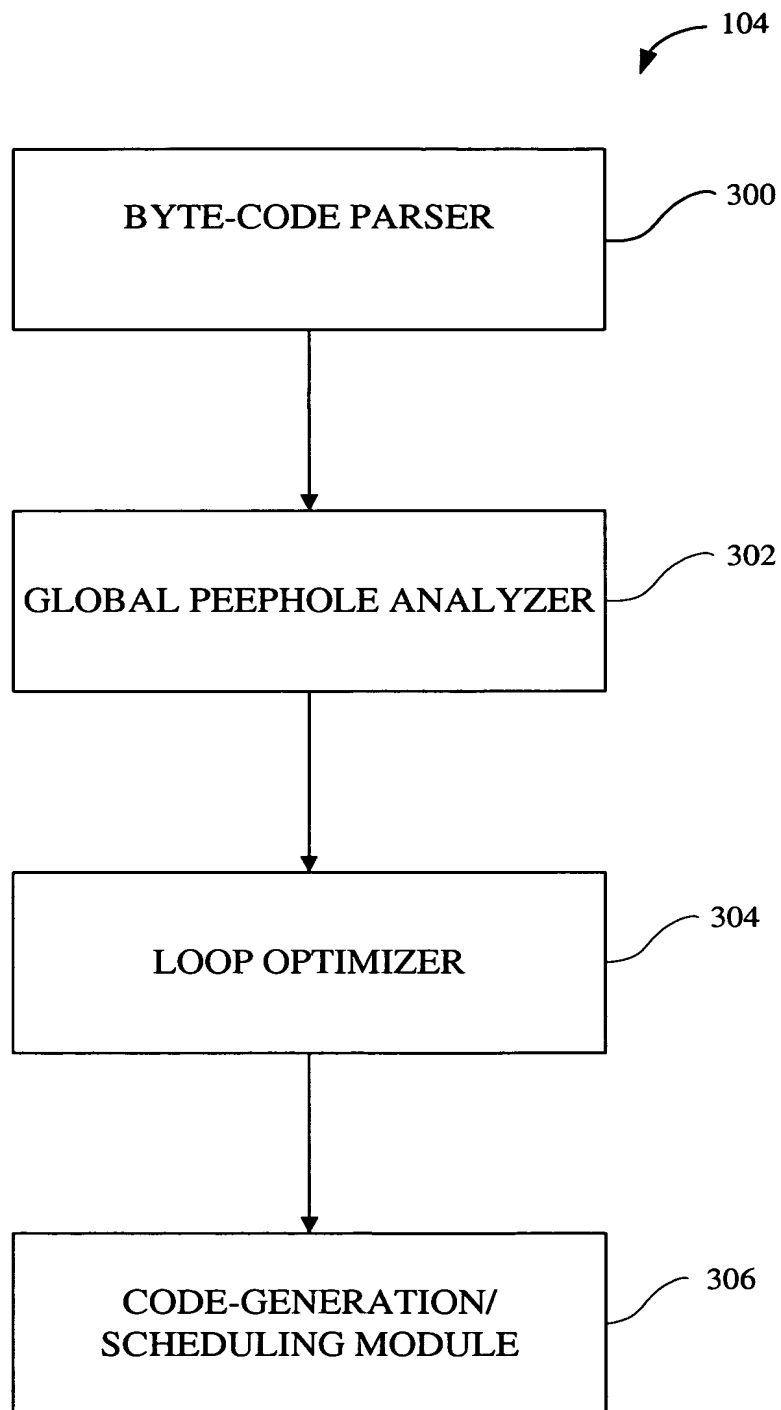 104
BYTE-CODE PARSER
300
GLOBAL PEEPHOLE ANALYZER
302
LOOP OPTIMIZER
304
CODE-GENERATION/
SCHEDULING MODULE
306